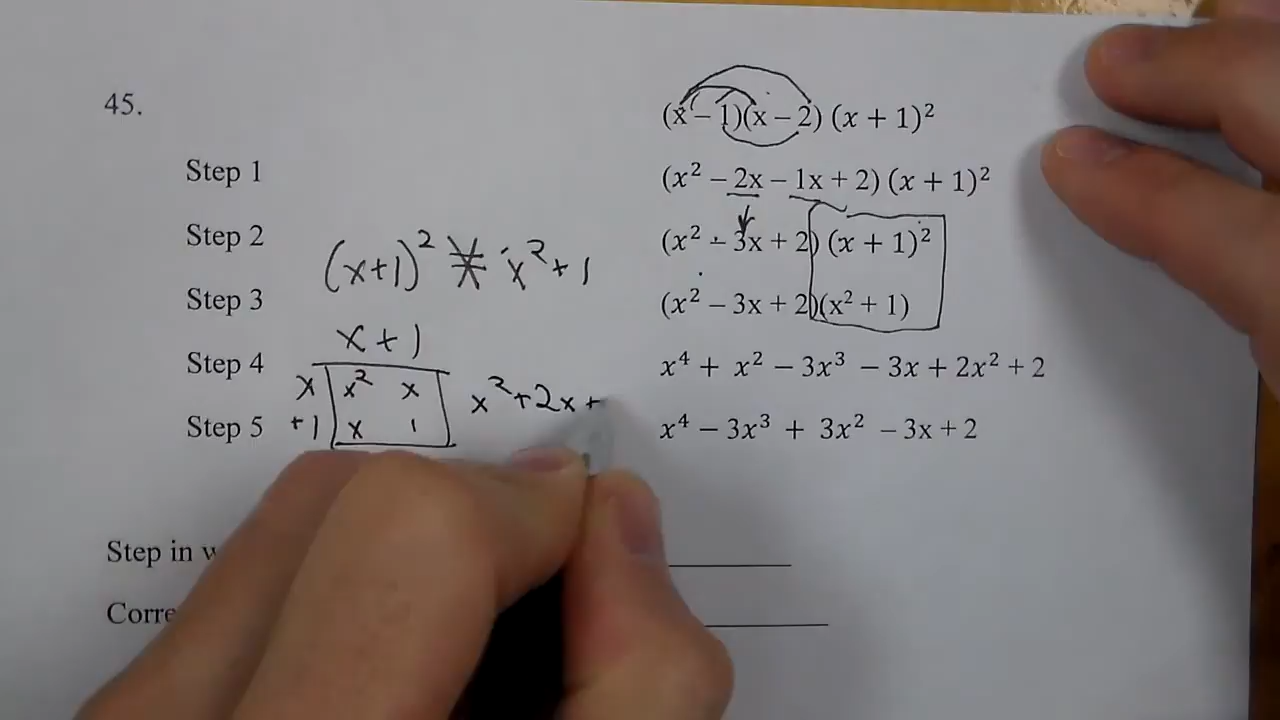 45.
(x − 1)(x − 2) (x + 1)²
Step 1
(x² − 2x − 1x + 2) (x + 1)²
Step 2
(x² − 3x + 2) (x + 1)²
(x+1)² ≠ x² + 1
Step 3
(x² − 3x + 2)(x² + 1)
x + 1
Step 4
x⁴ + x² − 3x³ − 3x + 2x² + 2
x x² x
x² + 2x +
Step 5
+1 x 1
x⁴ − 3x³ + 3x² − 3x + 2
Step in
Corre